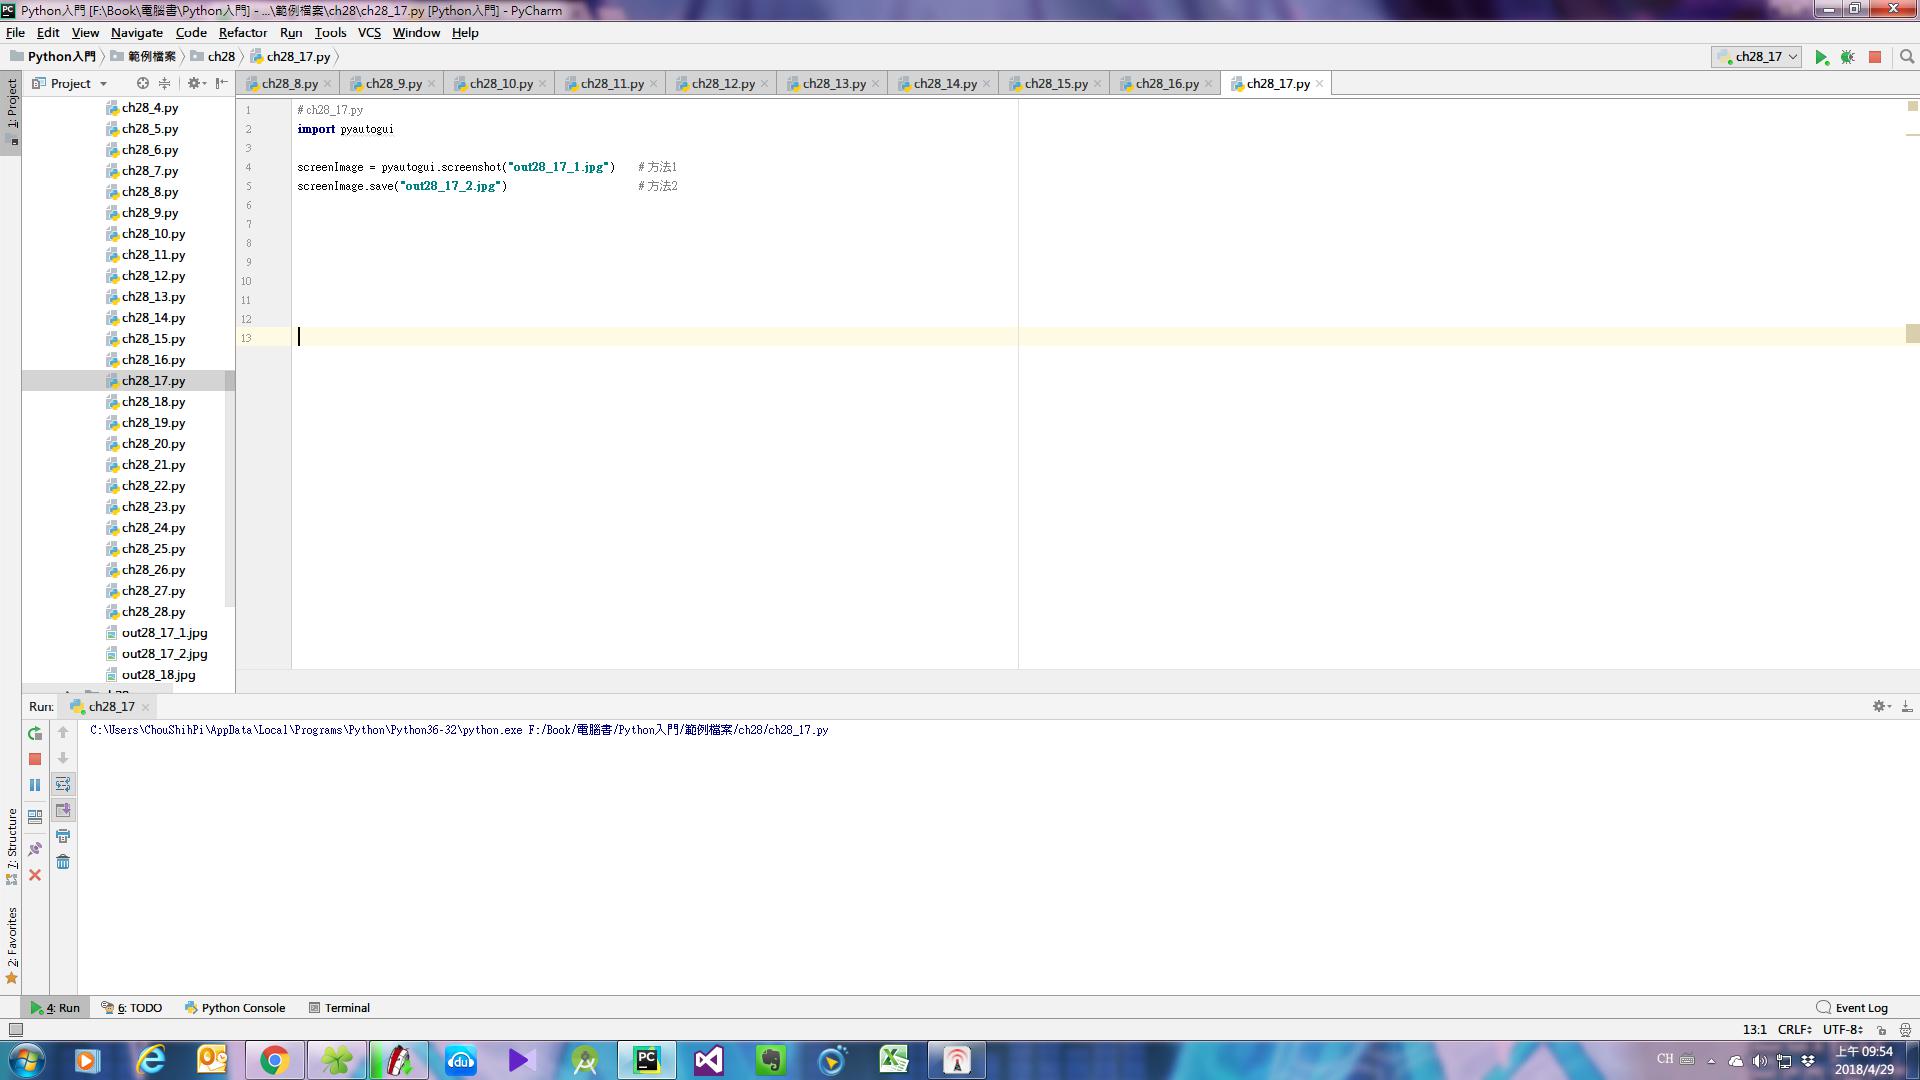 Python入門 [F:\Book\電腦書\Python入門] - ...\範例檔案\ch28\ch28_17.py [Python入門] - PyCharm
File Edit View Navigate Code Refactor Run Tools VCS Window Help
Python入門 範例檔案 ch28 ch28_17.py
ch28_17
1: Project
Project
ch28_8.py ch28_9.py ch28_10.py ch28_11.py ch28_12.py ch28_13.py ch28_14.py ch28_15.py ch28_16.py ch28_17.py
ch28_4.py
ch28_5.py
ch28_6.py
ch28_7.py
ch28_8.py
ch28_9.py
ch28_10.py
ch28_11.py
ch28_12.py
ch28_13.py
ch28_14.py
ch28_15.py
ch28_16.py
ch28_17.py
ch28_18.py
ch28_19.py
ch28_20.py
ch28_21.py
ch28_22.py
ch28_23.py
ch28_24.py
ch28_25.py
ch28_26.py
ch28_27.py
ch28_28.py
out28_17_1.jpg
out28_17_2.jpg
out28_18.jpg
1 # ch28_17.py
2 import pyautogui
3
4 screenImage = pyautogui.screenshot("out28_17_1.jpg") # 方法1
5 screenImage.save("out28_17_2.jpg") # 方法2
6
7
8
9
10
11
12
13
Run: ch28_17
C:\Users\ChouShihPi\AppData\Local\Programs\Python\Python36-32\python.exe F:/Book/電腦書/Python入門/範例檔案/ch28/ch28_17.py
7: Structure
2: Favorites
4: Run 6: TODO Python Console Terminal
Event Log
13:1 CRLF UTF-8
du
PC
CH
上午 09:54
2018/4/29